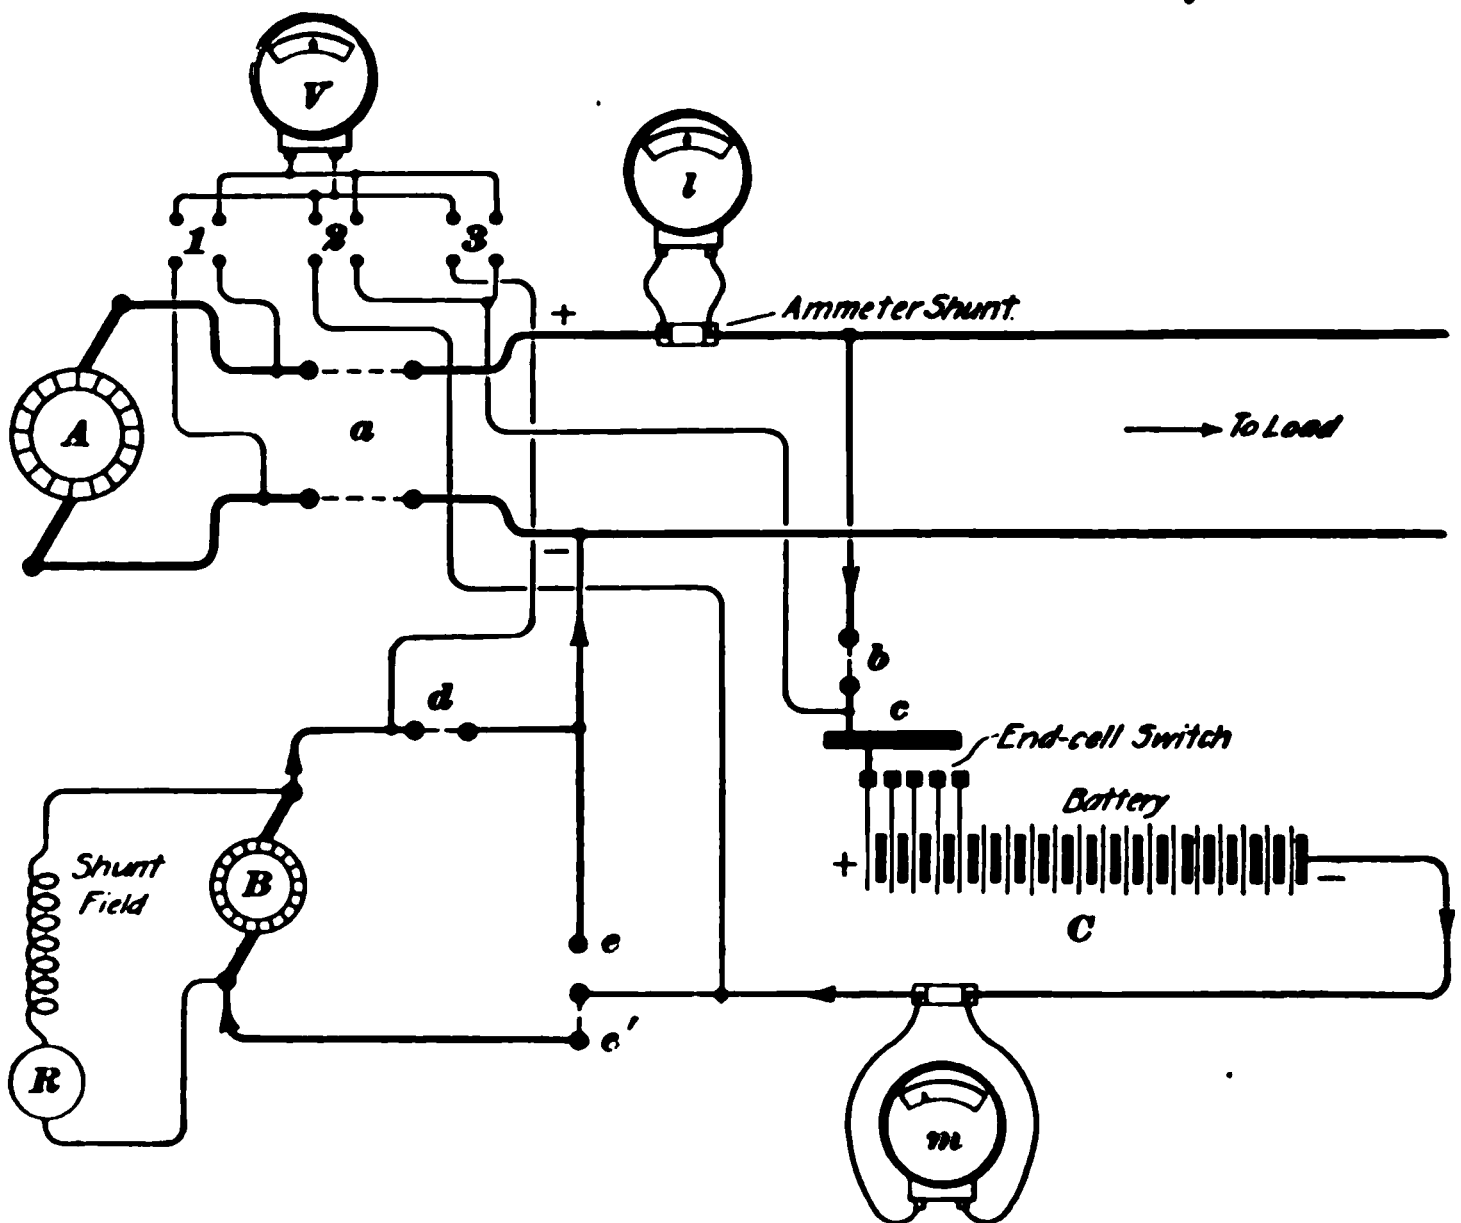 V
l
1 2 3
+
Ammeter Shunt.
A
a
To Load
−
b
d
c
End-cell Switch
Battery
Shunt
Field
B
+
−
C
e
e'
R
m